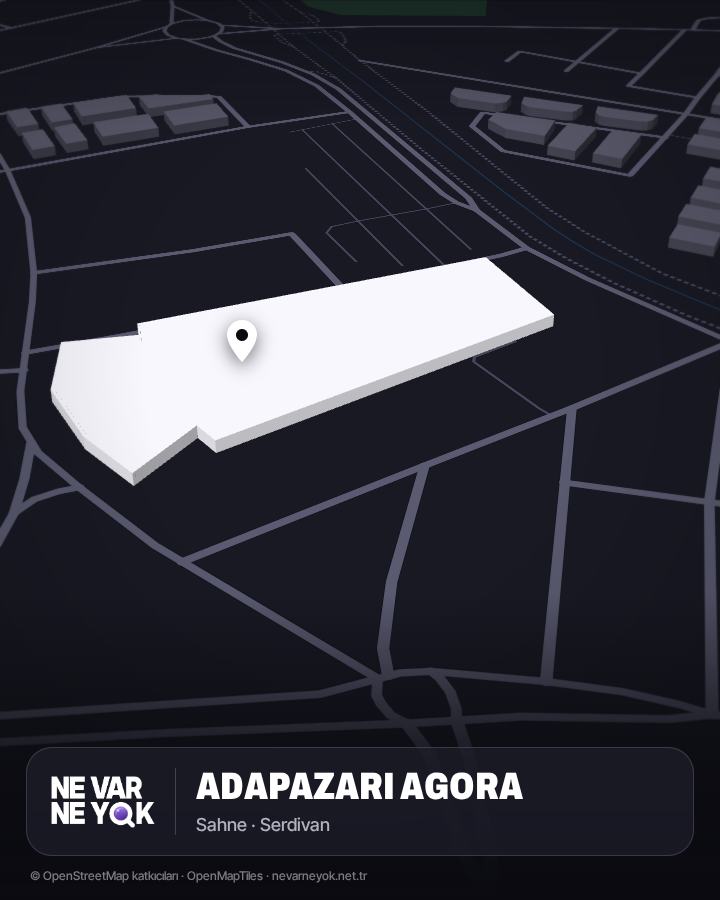 NE VAR
NE YOK
ADAPAZARI AGORA
Sahne · Serdivan
© OpenStreetMap katkıcıları · OpenMapTiles · nevarneyok.net.tr